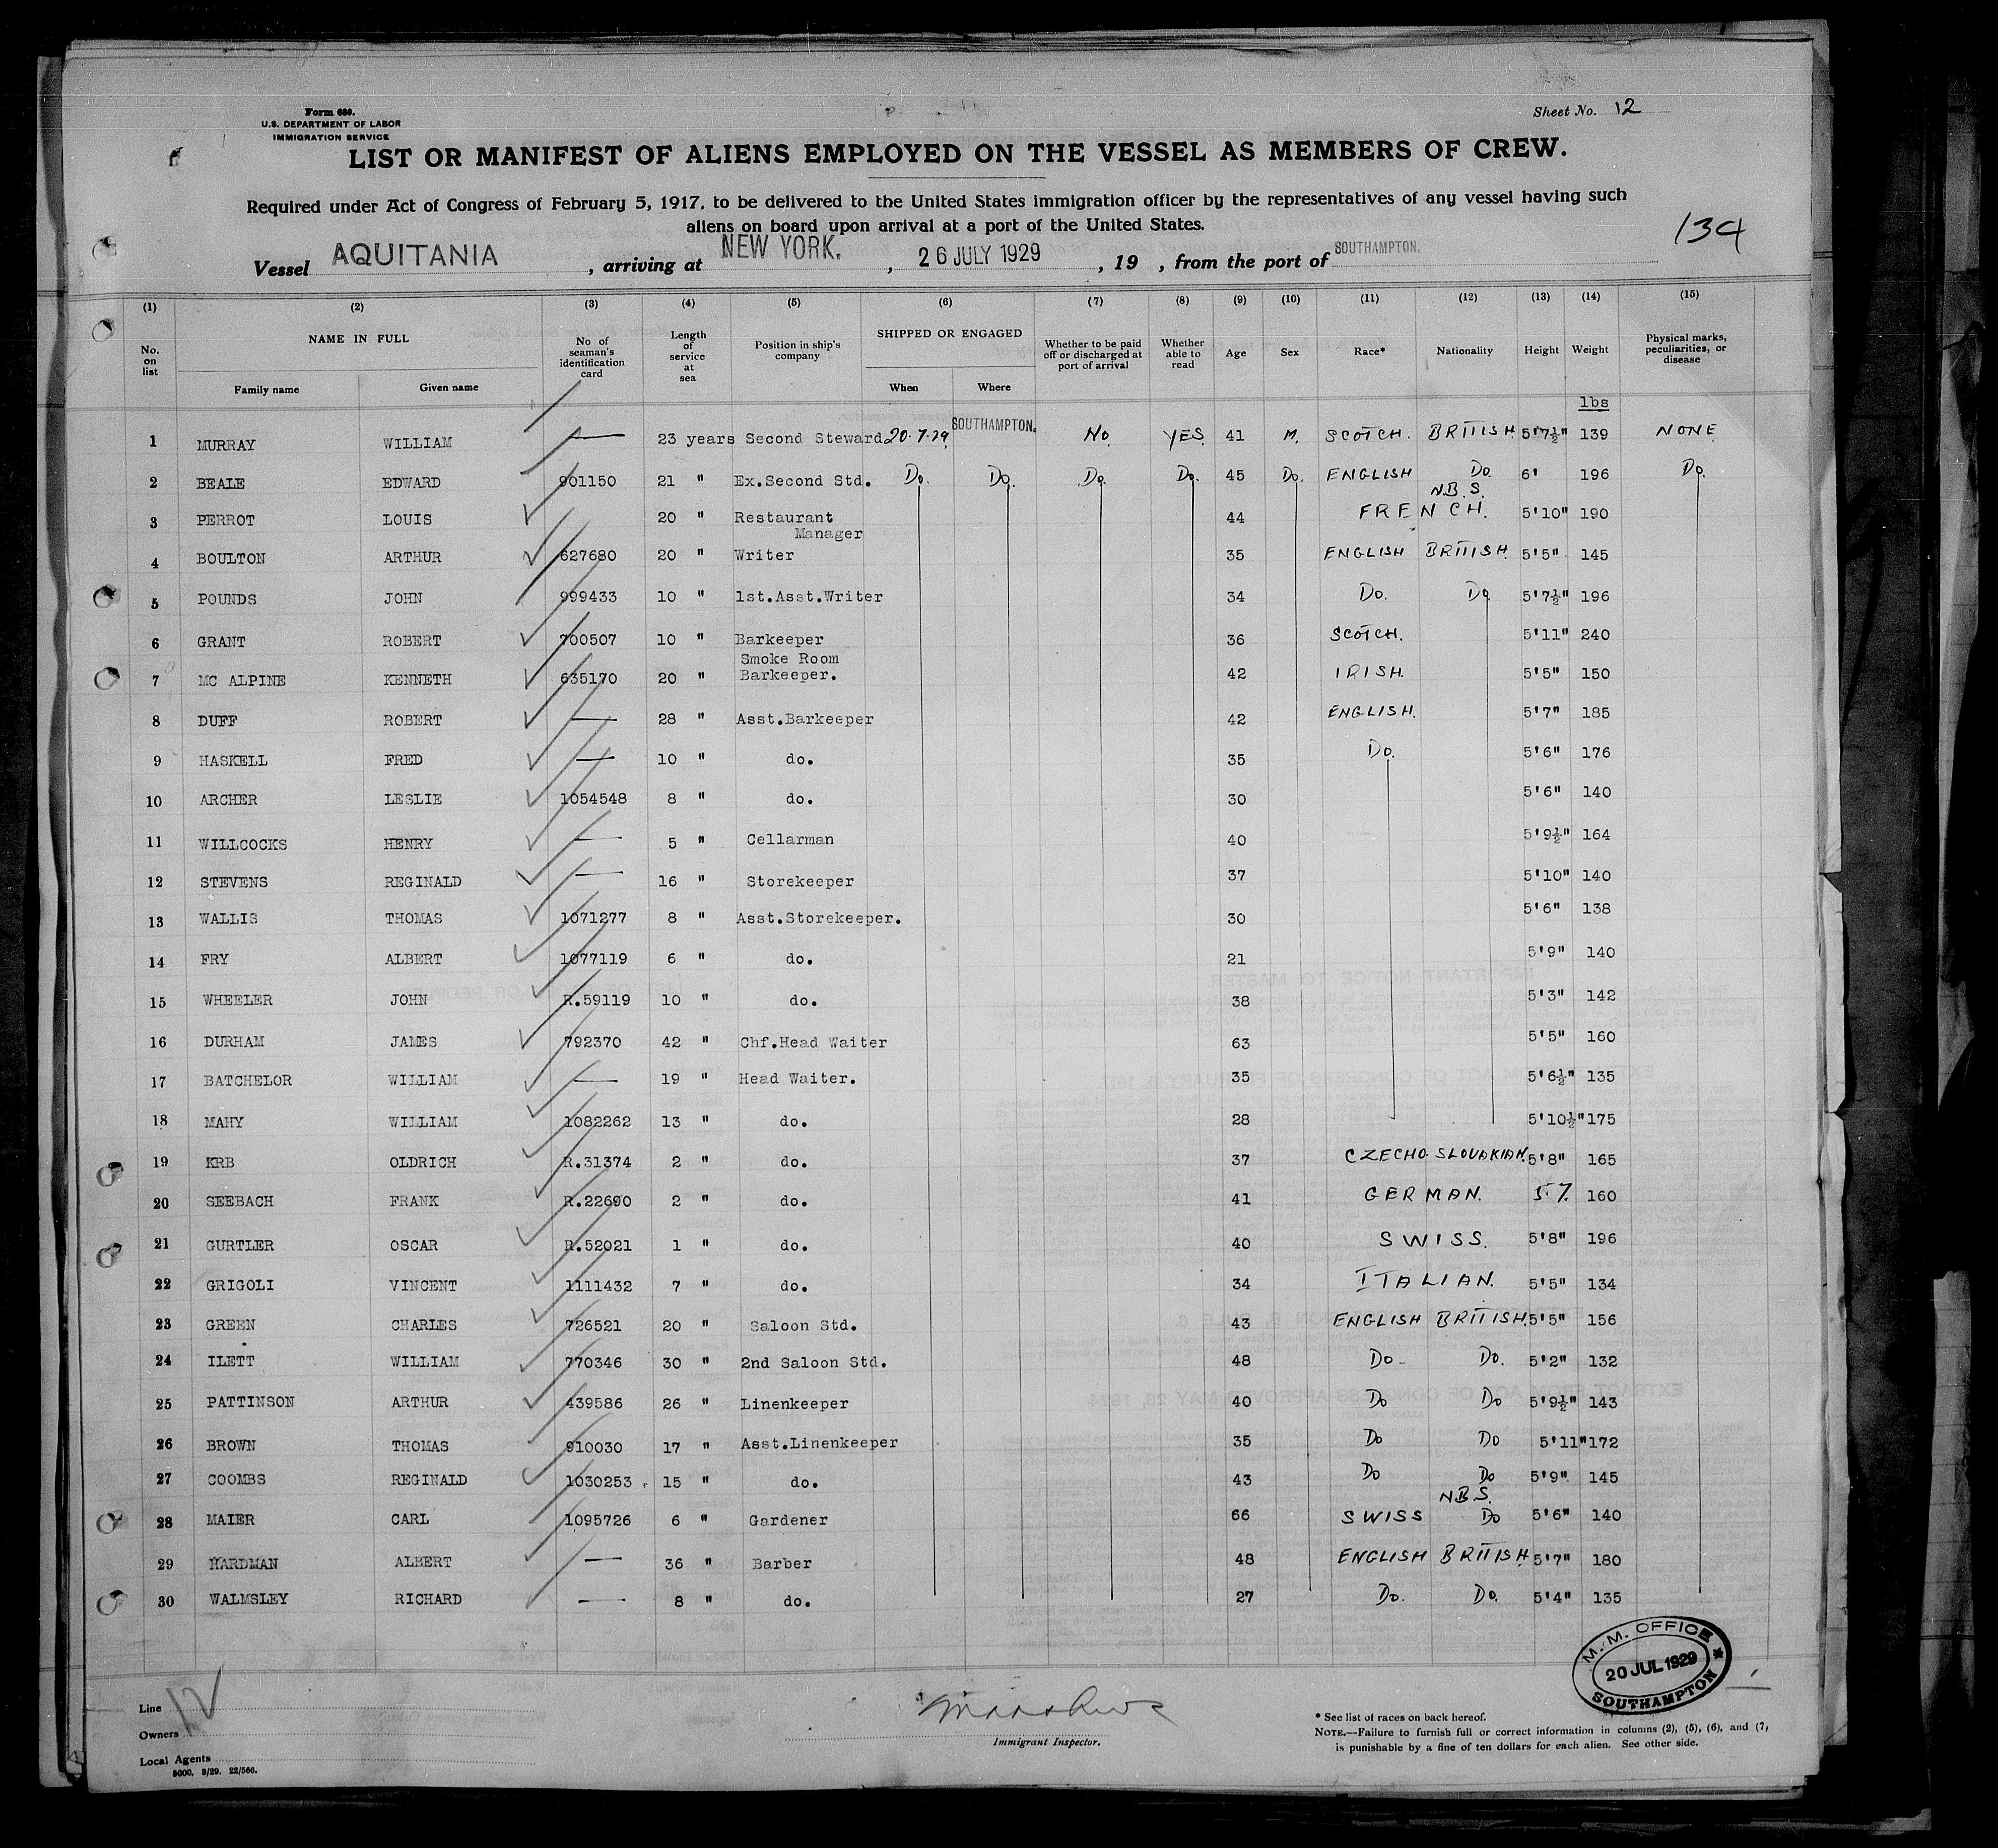 Form 680.
U.S. DEPARTMENT OF LABOR
IMMIGRATION SERVICE
Sheet No. 12
LIST OR MANIFEST OF ALIENS EMPLOYED ON THE VESSEL AS MEMBERS OF CREW.
Required under Act of Congress of February 5, 1917, to be delivered to the United States immigration officer by the representatives of any vessel having such
aliens on board upon arrival at a port of the United States.
134
Vessel AQUITANIA, arriving at NEW YORK., 26 JULY 1929, 19 , from the port of SOUTHAMPTON.
(1) (2) (3) (4) (5) (6) (7) (8) (9) (10) (11) (12) (13) (14) (15)
No. on list NAME IN FULL Family name Given name No of seaman's identification card Length of service at sea Position in ship's company SHIPPED OR ENGAGED When Where Whether to be paid off or discharged at port of arrival Whether able to read Age Sex Race* Nationality Height Weight Physical marks, peculiarities, or disease
lbs
1 MURRAY WILLIAM — 23 years Second Steward 20.7.29 SOUTHAMPTON. No YES. 41 M. SCOTCH. BRITISH 5'7½" 139 NONE
2 BEALE EDWARD 901150 21 " Ex.Second Std. Do. Do. Do. Do. 45 Do. ENGLISH Do. 6' 196 Do.
N.B.S.
3 PERROT LOUIS 20 " Restaurant Manager 44 FRENCH. 5'10" 190
4 BOULTON ARTHUR 627680 20 " Writer 35 ENGLISH BRITISH. 5'5" 145
5 POUNDS JOHN 999433 10 " 1st.Asst.Writer 34 Do. Do 5'7½" 196
6 GRANT ROBERT 700507 10 " Barkeeper 36 SCOTCH. 5'11" 240
7 MC ALPINE KENNETH 635170 20 " Smoke Room Barkeeper. 42 IRISH. 5'5" 150
8 DUFF ROBERT — 28 " Asst.Barkeeper 42 ENGLISH. 5'7" 185
9 HASKELL FRED — 10 " do. 35 Do. 5'6" 176
10 ARCHER LESLIE 1054548 8 " do. 30 5'6" 140
11 WILLCOCKS HENRY — 5 " Cellarman 40 5'9½" 164
12 STEVENS REGINALD — 16 " Storekeeper 37 5'10" 140
13 WALLIS THOMAS 1071277 8 " Asst.Storekeeper. 30 5'6" 138
14 FRY ALBERT 1077119 6 " do. 21 5'9" 140
15 WHEELER JOHN R.59119 10 " do. 38 5'3" 142
16 DURHAM JAMES 792370 42 " Chf.Head Waiter 63 5'5" 160
17 BATCHELOR WILLIAM — 19 " Head Waiter. 35 5'6½" 135
18 MAHY WILLIAM 1082262 13 " do. 28 5'10½" 175
19 KRB OLDRICH R.31374 2 " do. 37 CZECHO SLOVAKIAN. 5'8" 165
20 SEEBACH FRANK R.22690 2 " do. 41 GERMAN. 5.7. 160
21 GURTLER OSCAR R.52021 1 " do. 40 SWISS. 5'8" 196
22 GRIGOLI VINCENT 1111432 7 " do. 34 ITALIAN. 5'5" 134
23 GREEN CHARLES 726521 20 " Saloon Std. 43 ENGLISH BRITISH. 5'5" 156
24 ILETT WILLIAM 770346 30 " 2nd Saloon Std. 48 Do Do. 5'2" 132
25 PATTINSON ARTHUR 439586 26 " Linenkeeper 40 Do Do 5'9½" 143
26 BROWN THOMAS 910030 17 " Asst.Linenkeeper 35 Do Do 5'11" 172
27 COOMBS REGINALD 1030253 15 " do. 43 Do Do 5'9" 145
N.B.S.
28 MAIER CARL 1095726 6 " Gardener 66 SWISS Do 5'6" 140
29 HARDMAN ALBERT — 36 " Barber 48 ENGLISH BRITISH 5'7" 180
30 WALMSLEY RICHARD — 8 " do. 27 Do. Do. 5'4" 135
M.M. OFFICE
20 JUL 1929
SOUTHAMPTON
12
Line
Owners
Local Agents
5000. 3/29. 22/566.
Immigrant Inspector.
* See list of races on back hereof.
NOTE.—Failure to furnish full or correct information in columns (2), (5), (6), and (7,
is punishable by a fine of ten dollars for each alien. See other side.